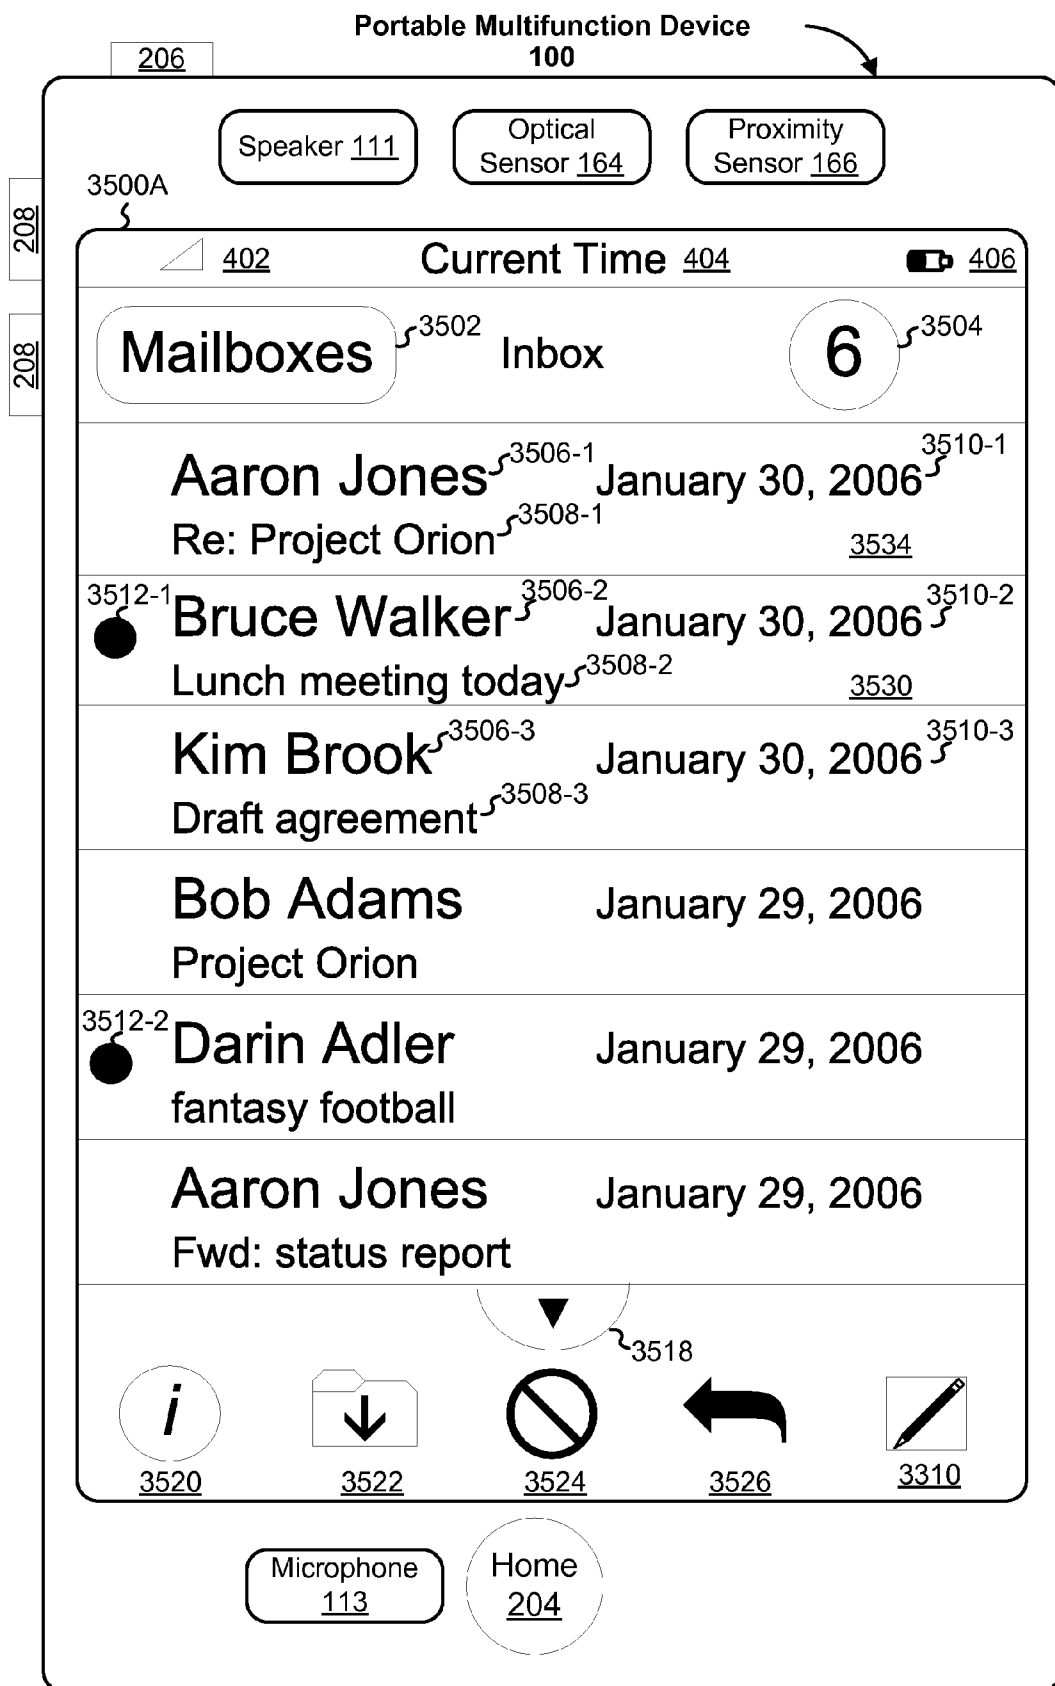 Portable Multifunction Device
100
206
Speaker 111
Optical
Sensor 164
Proximity
Sensor 166
3500A
208
208
402
Current Time 404
406
Mailboxes
3502
Inbox
6
3504
Aaron Jones
3506-1
January 30, 2006
3510-1
Re: Project Orion
3508-1
3534
3512-1
Bruce Walker
3506-2
January 30, 2006
3510-2
Lunch meeting today
3508-2
3530
Kim Brook
3506-3
January 30, 2006
3510-3
Draft agreement
3508-3
Bob Adams
January 29, 2006
Project Orion
3512-2
Darin Adler
January 29, 2006
fantasy football
Aaron Jones
January 29, 2006
Fwd: status report
3518
i
3520
3522
3524
3526
3310
Microphone
113
Home
204